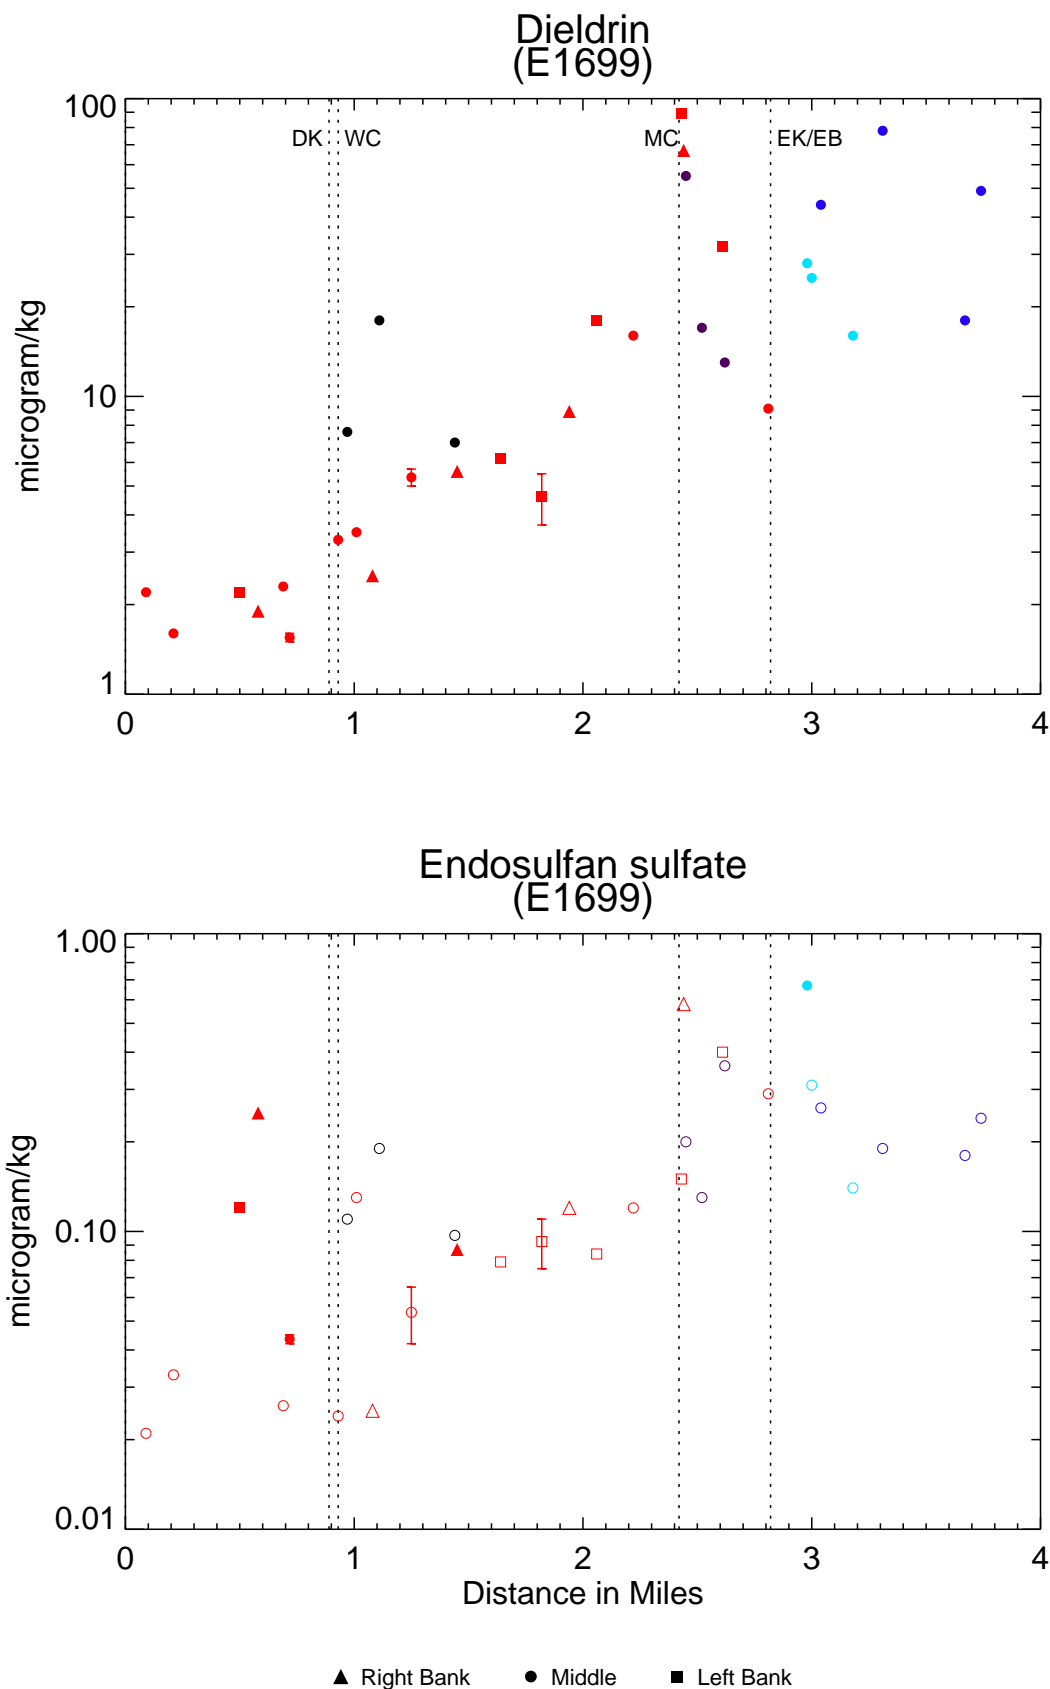 Dieldrin
(E1699)
100
DK WC MC EK/EB
microgram/kg
10
1
0 1 2 3 4
Endosulfan sulfate
(E1699)
1.00
microgram/kg
0.10
0.01
0 1 2 3 4
Distance in Miles
Right Bank Middle Left Bank